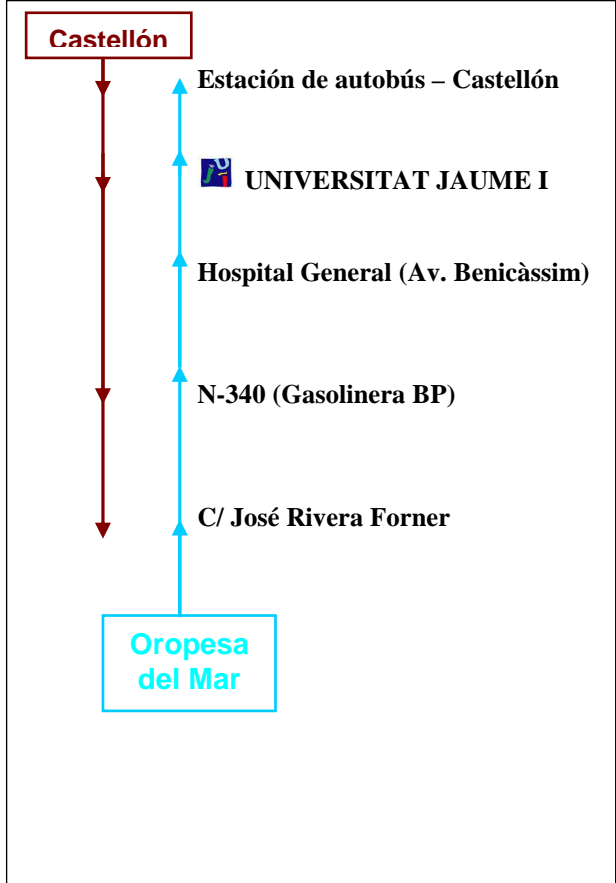 Castellón
Estación de autobús – Castellón
UNIVERSITAT JAUME I
Hospital General (Av. Benicàssim)
N-340 (Gasolinera BP)
C/ José Rivera Forner
Oropesa
del Mar